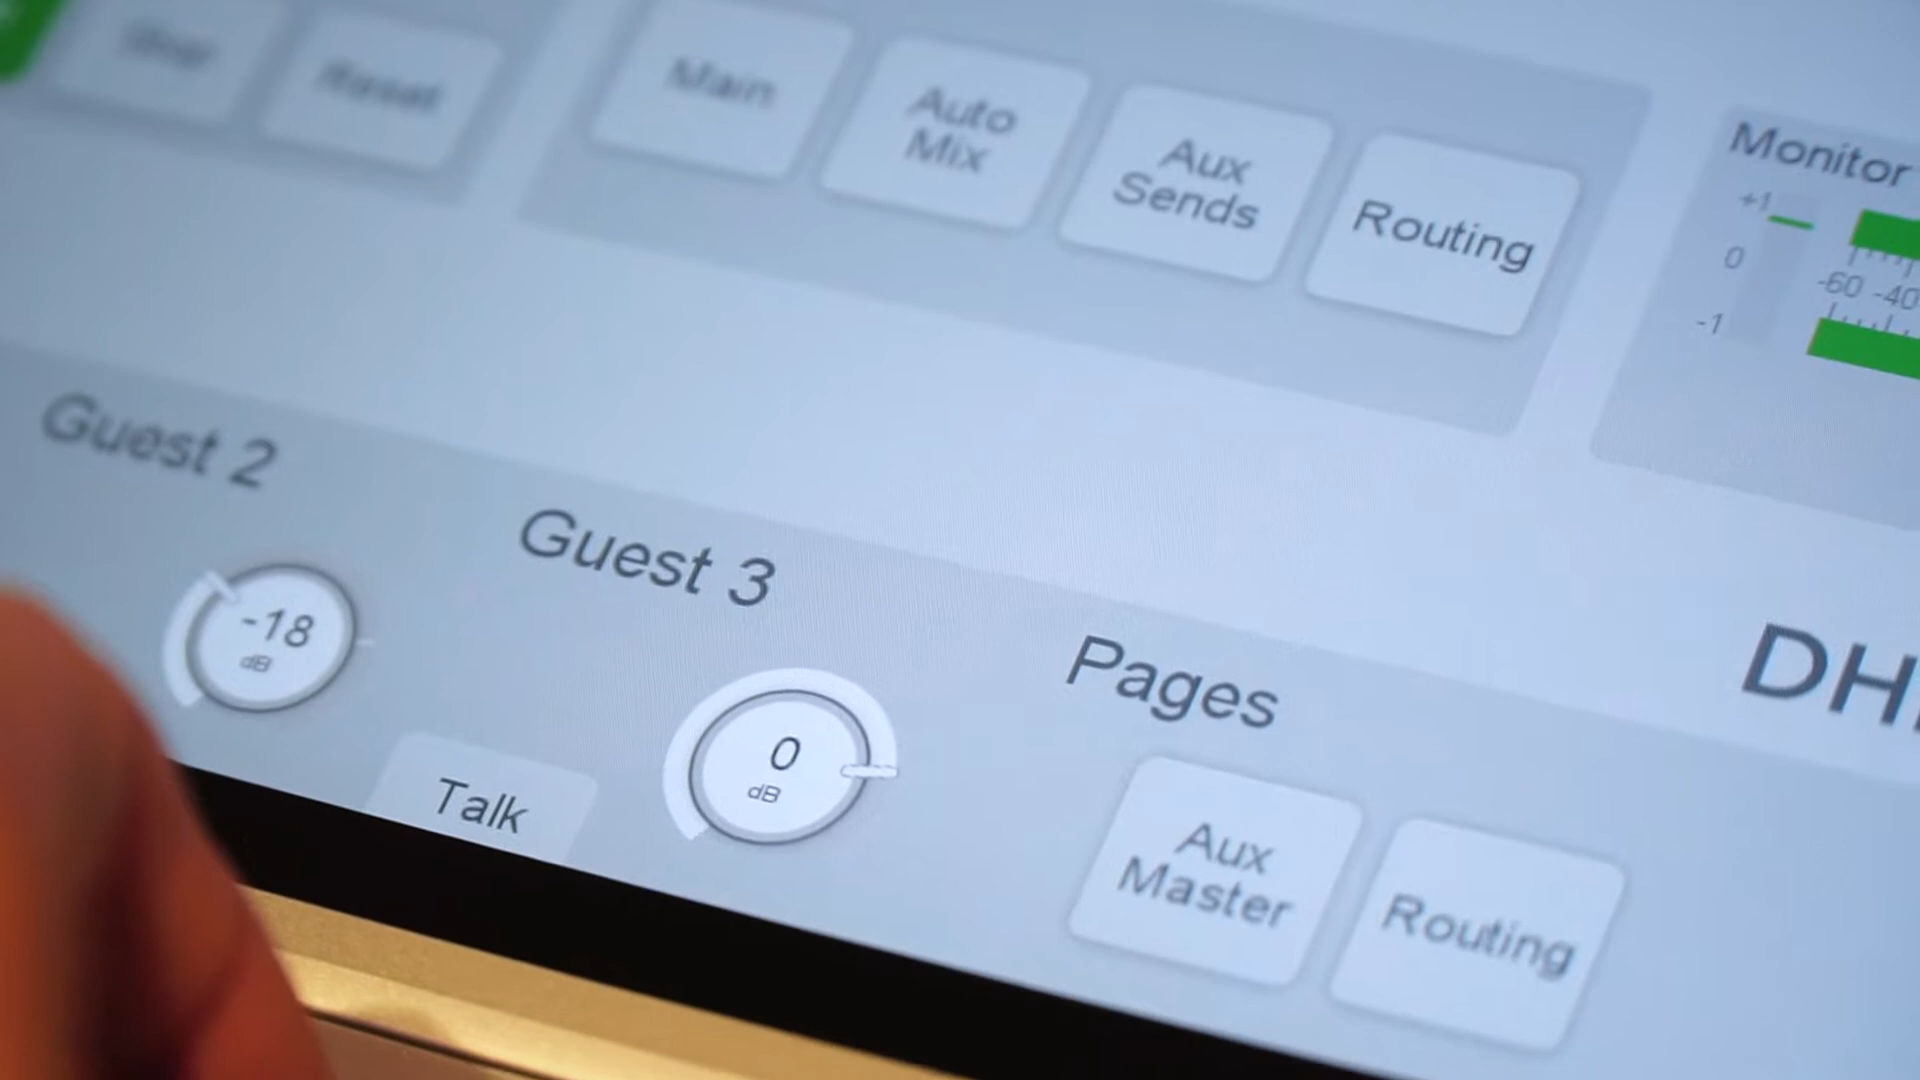 Reset
Main
Auto
Mix
Aux
Sends
Routing
Monitor
+1
0
-1
-60 -40
Guest 2
-18
dB
Talk
Guest 3
0
dB
Pages
Aux
Master
Routing